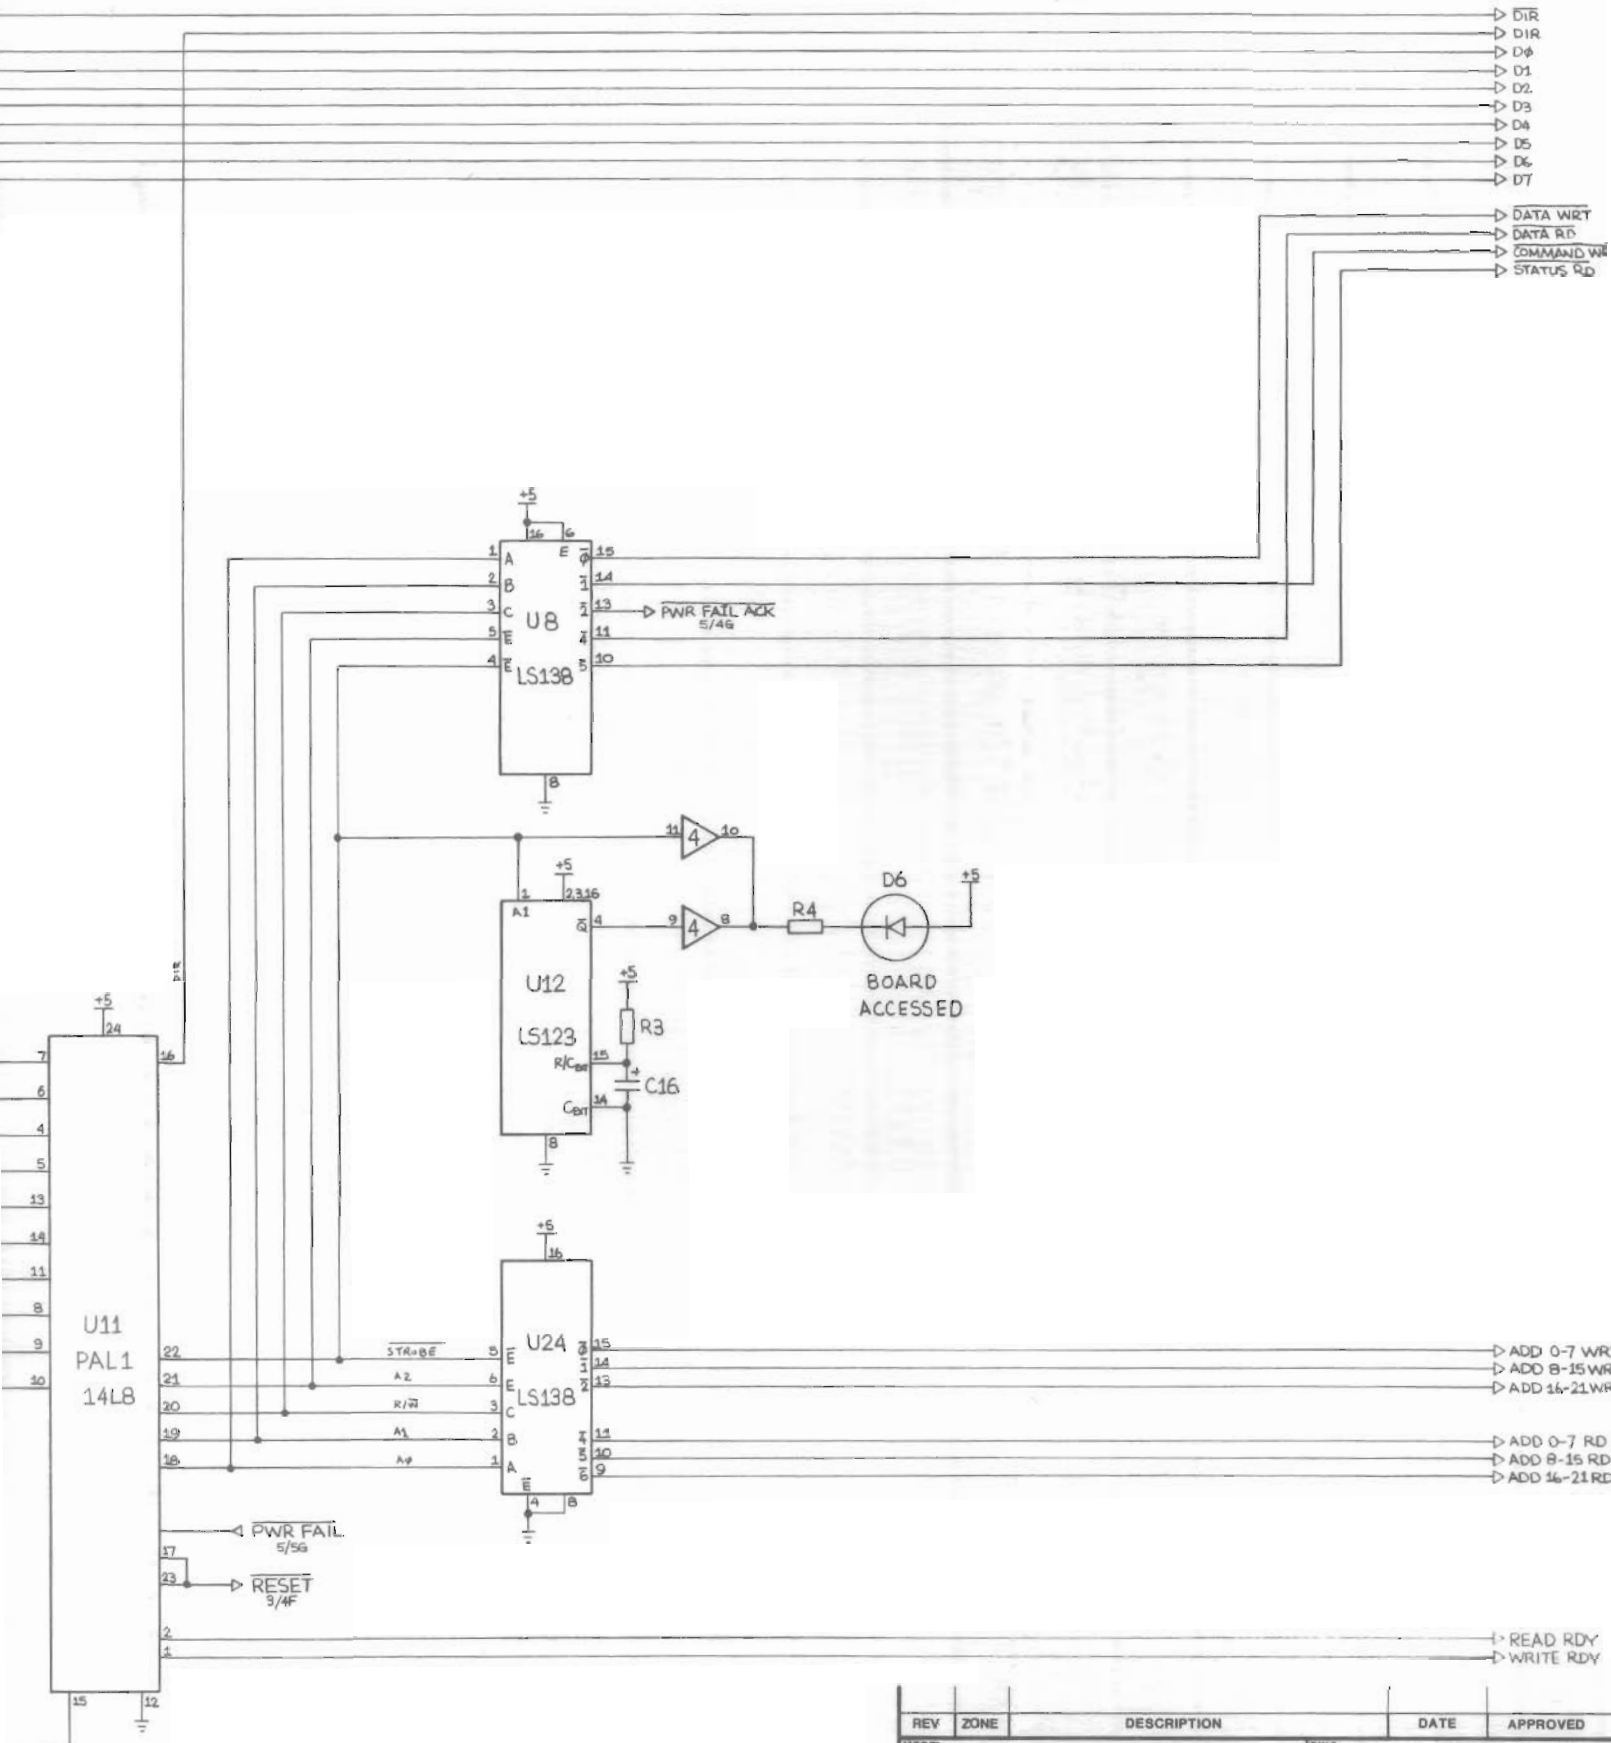 DIR
DIR
DØ
D1
D2
D3
D4
D5
D6
D7
DATA WRT
DATA RD
COMMAND
STATUS RD
+5
16 6
1 A E Ø 15
2 B 1 14
3 C 2 13 PWR FAIL ACK
5/4G
U8
5 E 4 11
4 E 5 10
LS138
8
11 4 10
+5
1 2,3,16
A1
Q 4 9 4 8
R4
D6
+5
BOARD
ACCESSED
DIR
U12
LS123
+5
R3
R/CEXT 15
+
C16
CEXT 14
8
+5
24
7 16
6
4
5
13
14
11
8
9
10
U11
PAL1
14L8
+5
16
U24
LS138
22 STROBE 5 E Ø 15 ADD 0-7 WR
1 14 ADD 8-15 WR
21 A2 6 E 2 13 ADD 16-21 WR
20 R/W 3 C
19 A1 2 B 4 11 ADD 0-7 RD
5 10 ADD 8-15 RD
18 AØ 1 A 6 9 ADD 16-21 RD
E
4 8
PWR FAIL
5/5G
17
23 RESET
3/4F
2 READ RDY
1 WRITE RDY
15 12
REV ZONE DESCRIPTION DATE APPROVED